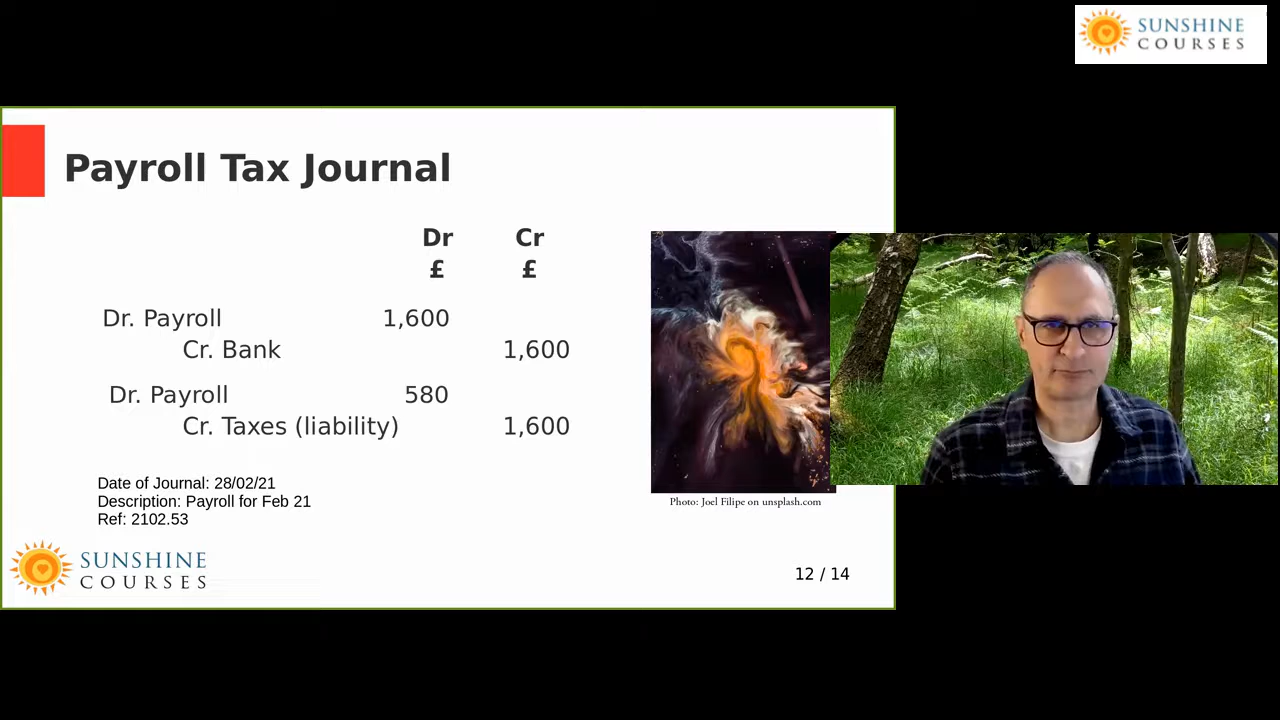 SUNSHINE
COURSES
Payroll Tax Journal
Dr Cr
£ £
Dr. Payroll 1,600
Cr. Bank 1,600
Dr. Payroll 580
Cr. Taxes (liability) 1,600
Date of Journal: 28/02/21
Description: Payroll for Feb 21
Ref: 2102.53
Photo: Joel Filipe on unsplash.com
SUNSHINE
COURSES
12 / 14